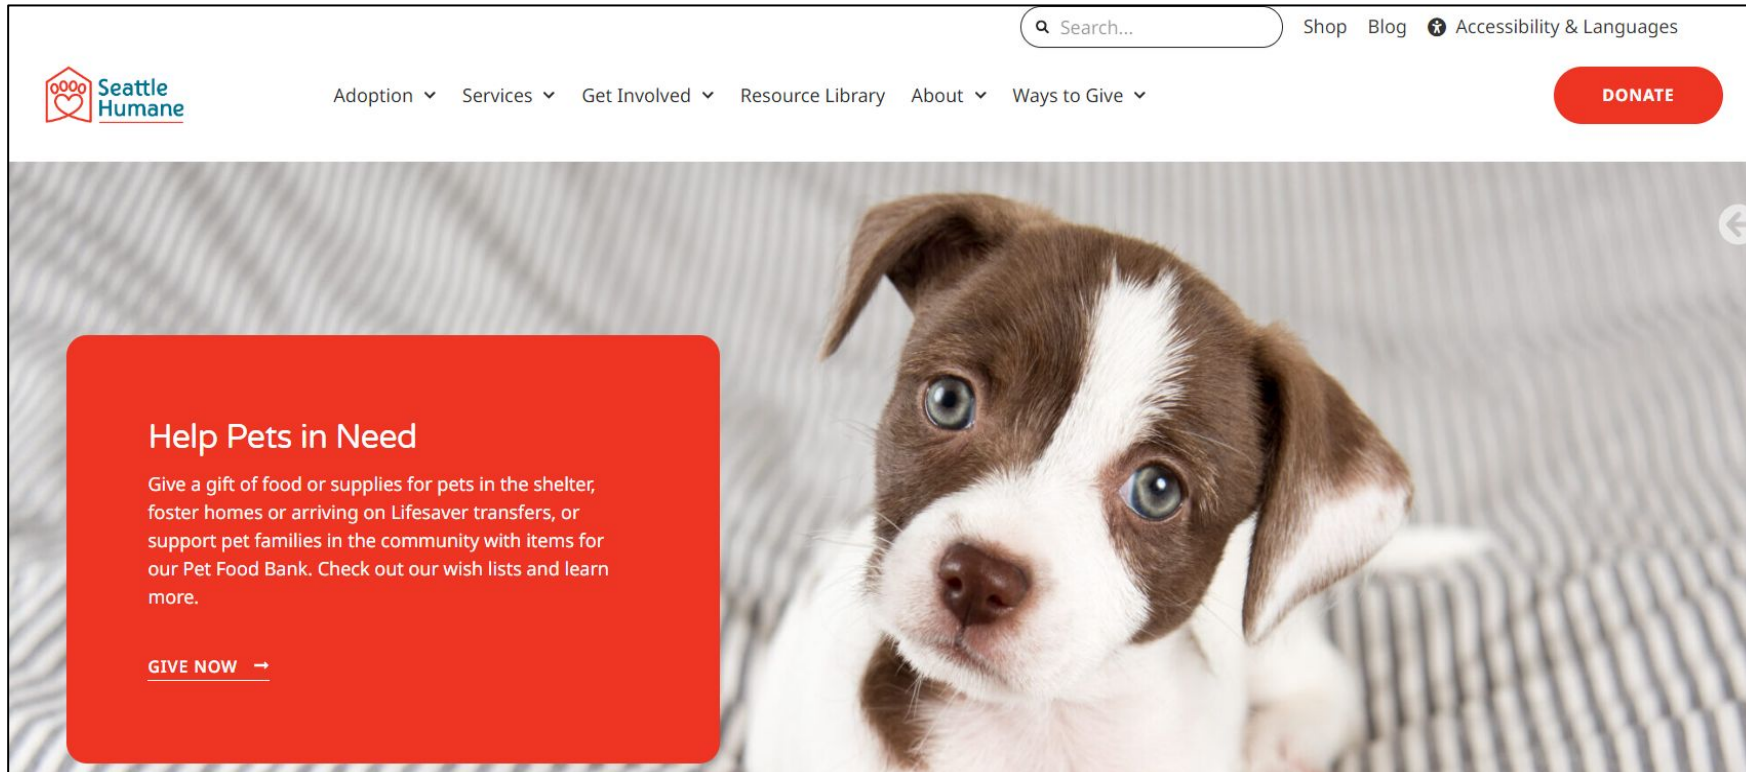 Search...
Shop Blog Accessibility & Languages
Seattle
Humane
Adoption Services Get Involved Resource Library About Ways to Give
DONATE
Help Pets in Need
Give a gift of food or supplies for pets in the shelter,
foster homes or arriving on Lifesaver transfers, or
support pet families in the community with items for
our Pet Food Bank. Check out our wish lists and learn
more.
GIVE NOW →